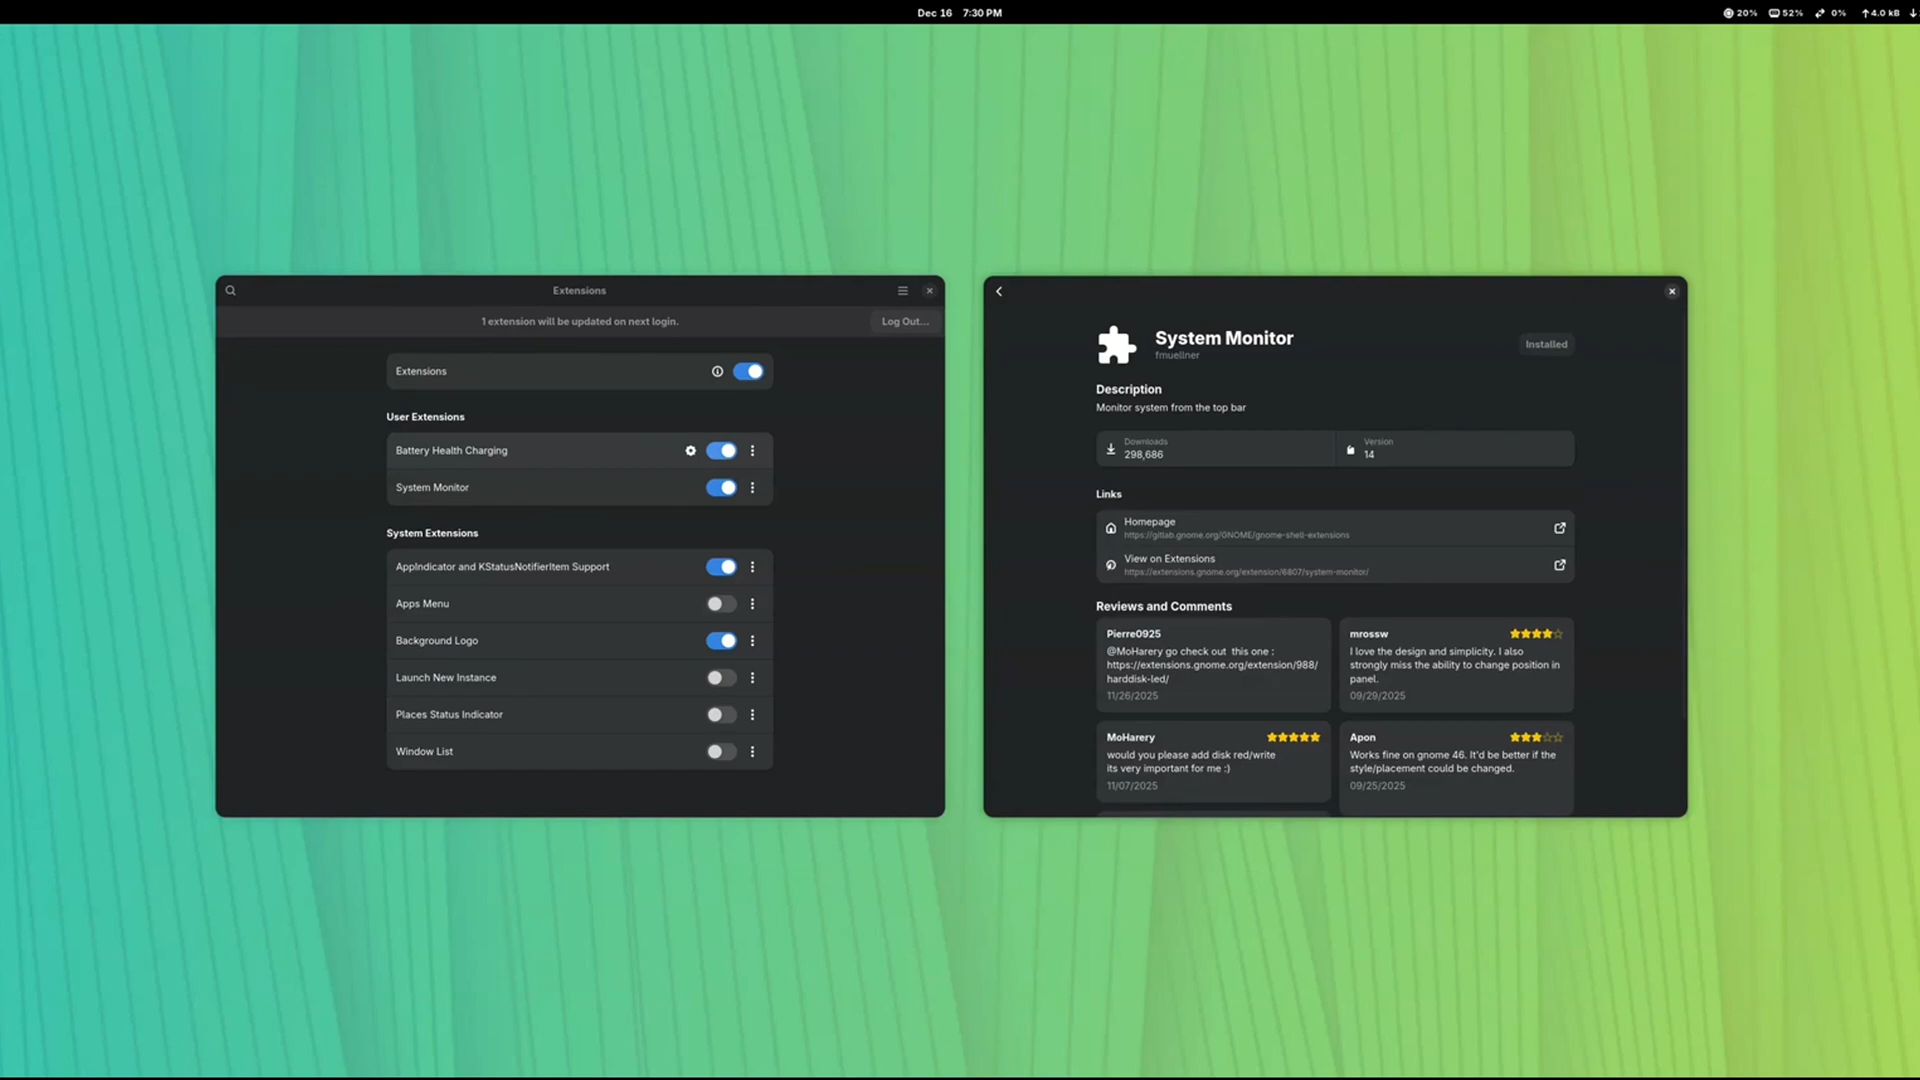 Dec 16 7:30 PM
20% 52% 0% 4.0 kB
Extensions
1 extension will be updated on next login.
Log Out...
Extensions
User Extensions
Battery Health Charging
System Monitor
System Extensions
AppIndicator and KStatusNotifierItem Support
Apps Menu
Background Logo
Launch New Instance
Places Status Indicator
Window List
System Monitor
fmuellner
Installed
Description
Monitor system from the top bar
Downloads
298,686
Version
14
Links
Homepage
https://gitlab.gnome.org/GNOME/gnome-shell-extensions
View on Extensions
https://extensions.gnome.org/extension/6807/system-monitor/
Reviews and Comments
Pierre0925
@MoHarery go check out this one :
https://extensions.gnome.org/extension/988/
harddisk-led/
11/26/2025
mrossw
I love the design and simplicity. I also
strongly miss the ability to change position in
panel.
09/29/2025
MoHarery
would you please add disk red/write
its very important for me :)
11/07/2025
Apon
Works fine on gnome 46. It'd be better if the
style/placement could be changed.
09/25/2025